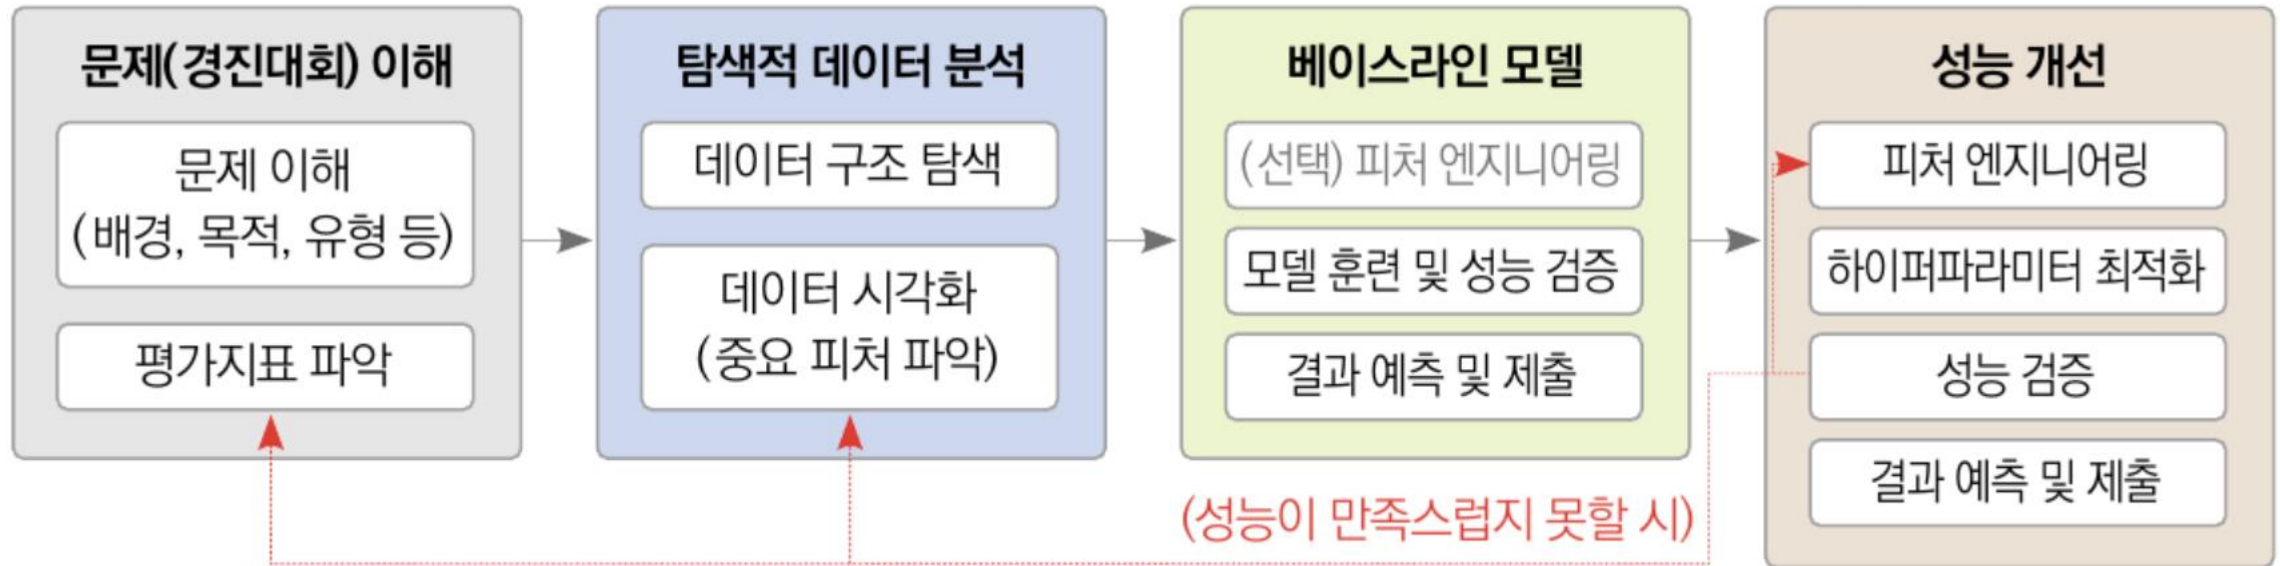 문제(경진대회) 이해
문제 이해
(배경, 목적, 유형 등)
평가지표 파악
탐색적 데이터 분석
데이터 구조 탐색
데이터 시각화
(중요 피처 파악)
베이스라인 모델
(선택) 피처 엔지니어링
모델 훈련 및 성능 검증
결과 예측 및 제출
성능 개선
피처 엔지니어링
하이퍼파라미터 최적화
성능 검증
결과 예측 및 제출
(성능이 만족스럽지 못할 시)